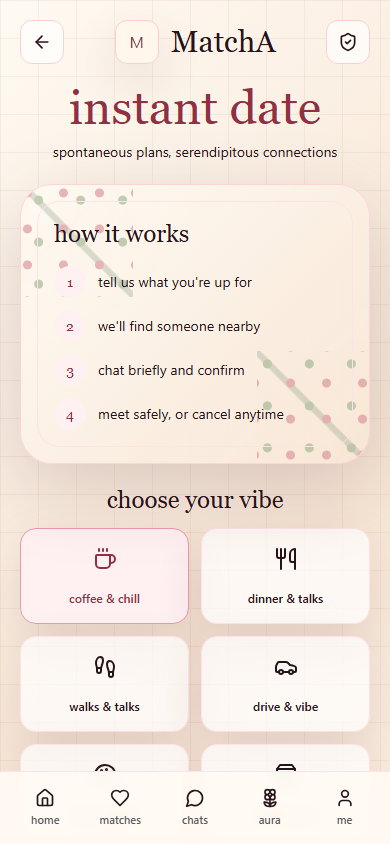 M MatchA
instant date
spontaneous plans, serendipitous connections
how it works
1 tell us what you're up for
2 we'll find someone nearby
3 chat briefly and confirm
4 meet safely, or cancel anytime
choose your vibe
coffee & chill dinner & talks
walks & talks drive & vibe
home matches chats aura me